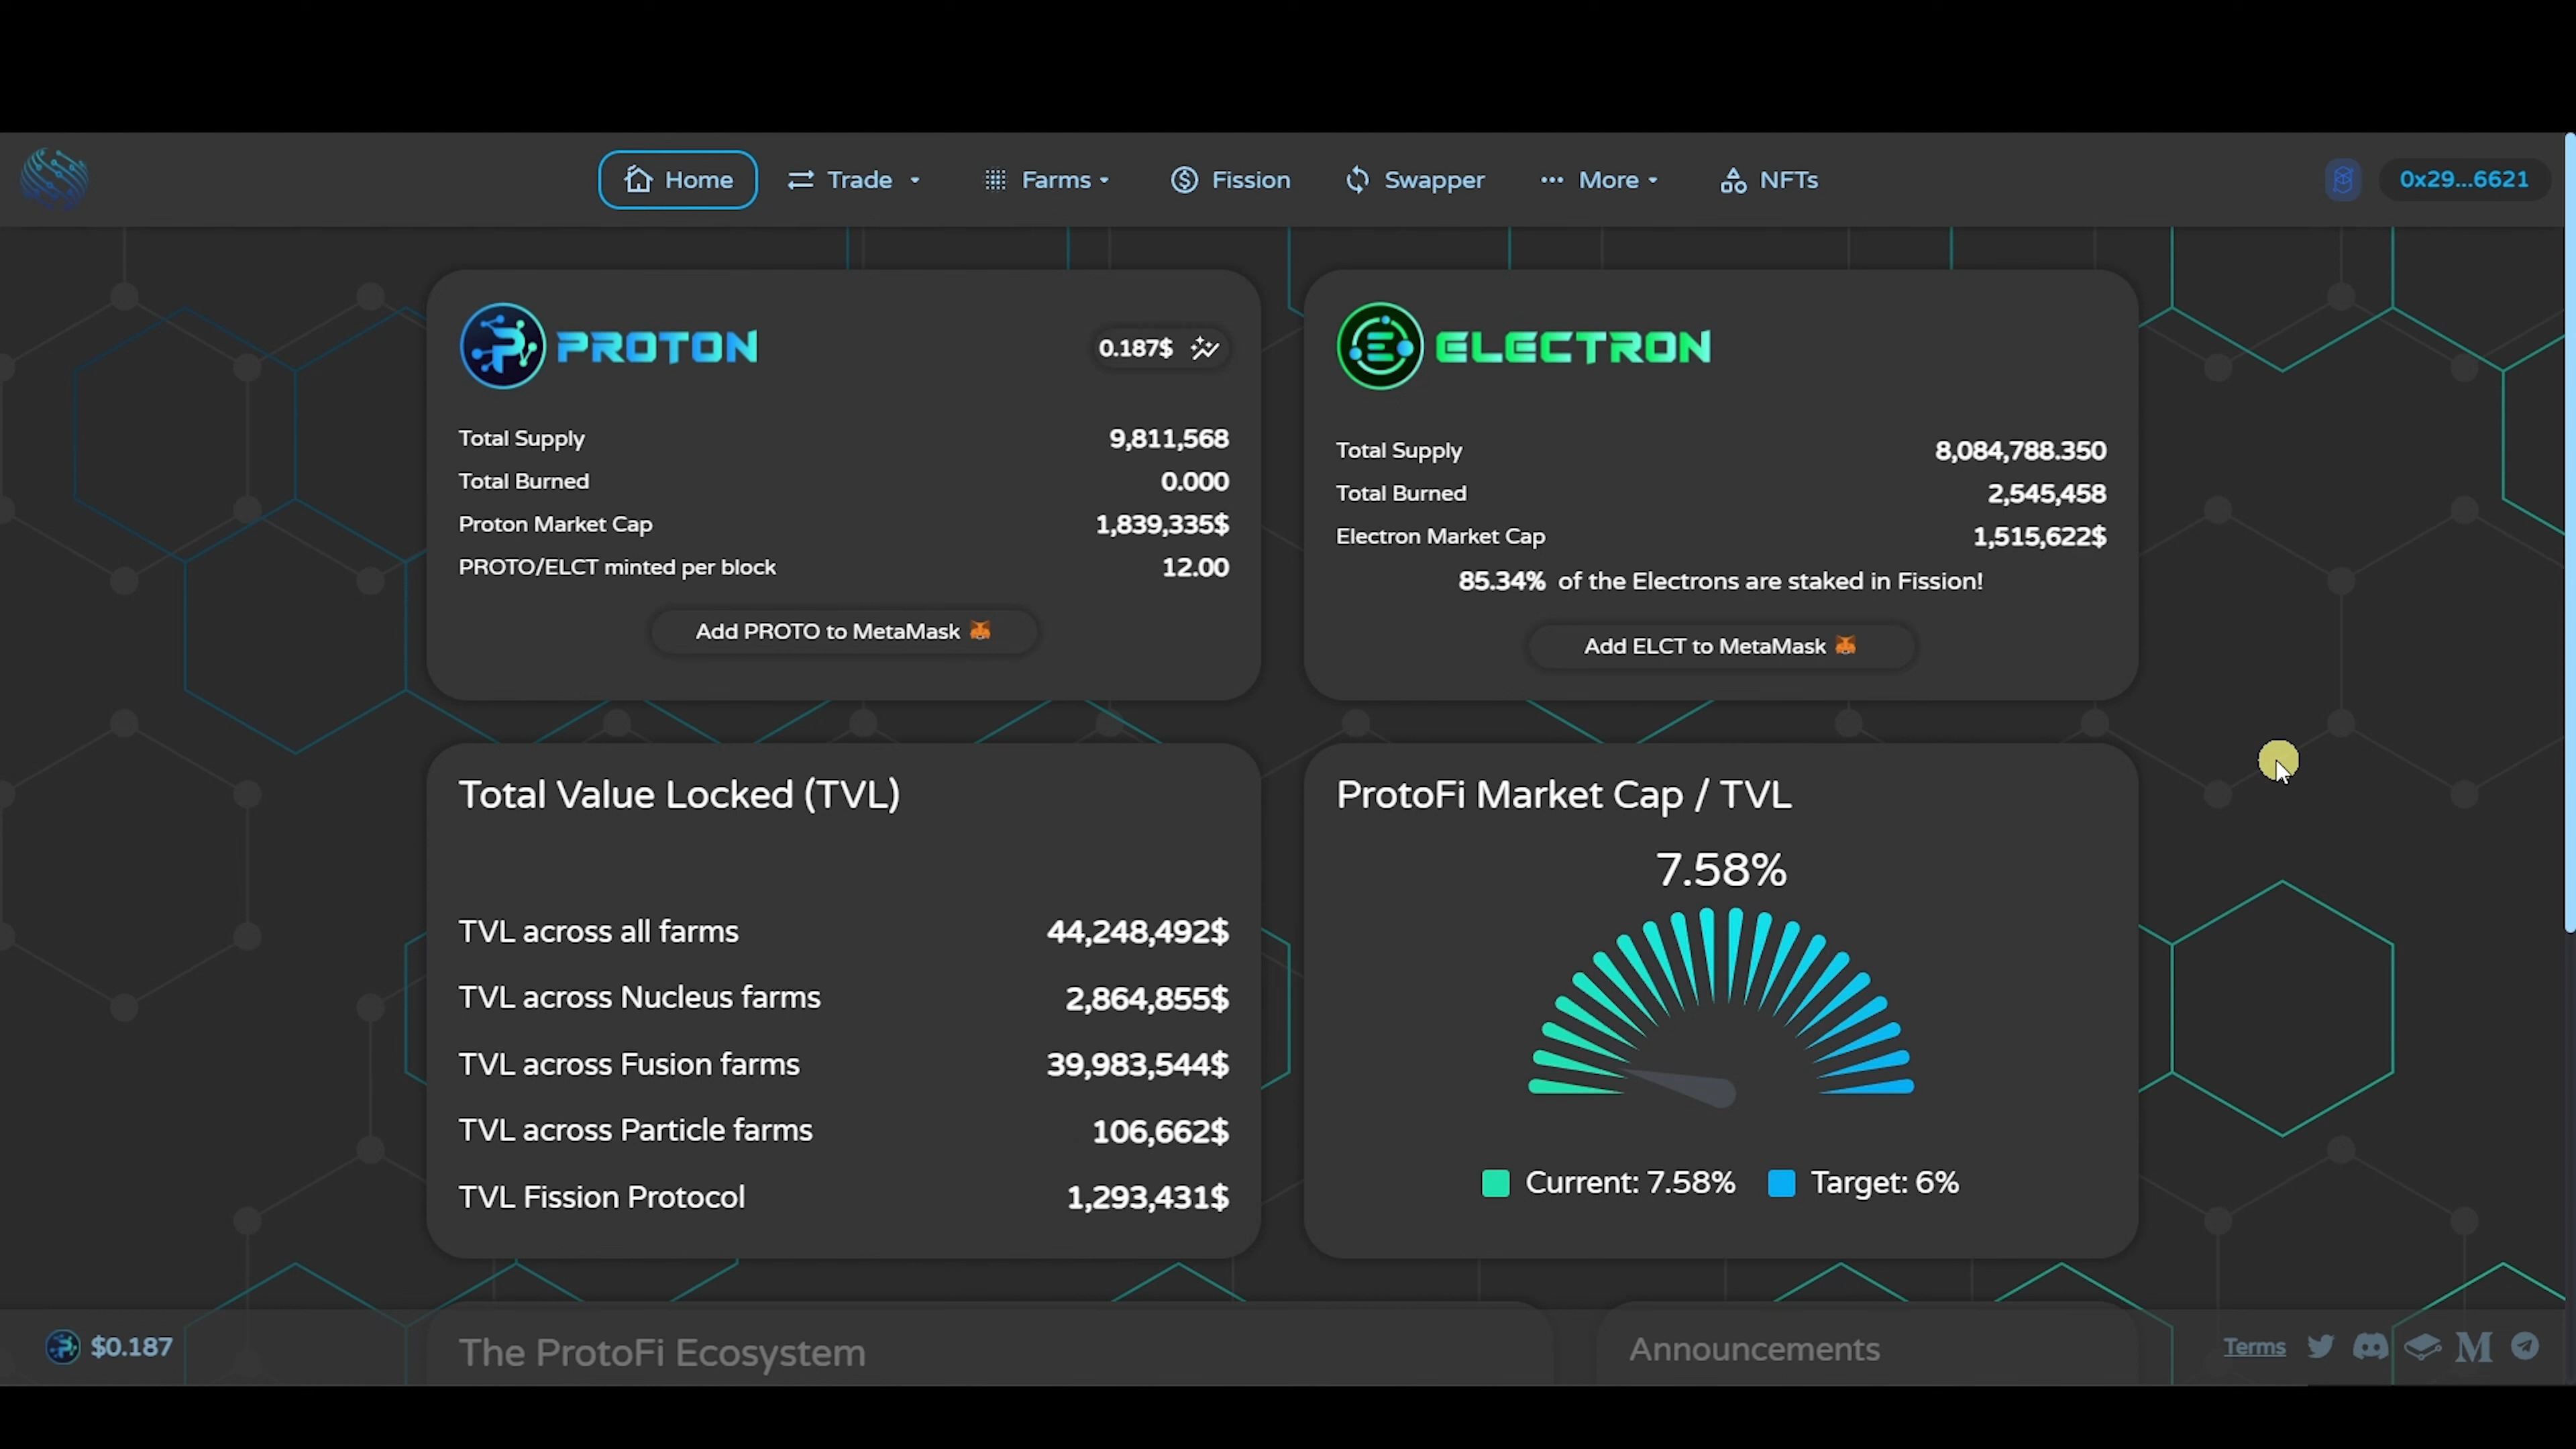 Home Trade Farms Fission Swapper More NFTs 0x29...6621
PROTON 0.187$
Total Supply 9,811,568
Total Burned 0.000
Proton Market Cap 1,839,335$
PROTO/ELCT minted per block 12.00
Add PROTO to MetaMask
ELECTRON
Total Supply 8,084,788.350
Total Burned 2,545,458
Electron Market Cap 1,515,622$
85.34% of the Electrons are staked in Fission!
Add ELCT to MetaMask
Total Value Locked (TVL)
TVL across all farms 44,248,492$
TVL across Nucleus farms 2,864,855$
TVL across Fusion farms 39,983,544$
TVL across Particle farms 106,662$
TVL Fission Protocol 1,293,431$
ProtoFi Market Cap / TVL
7.58%
Current: 7.58% Target: 6%
The ProtoFi Ecosystem
Announcements
$0.187 Terms